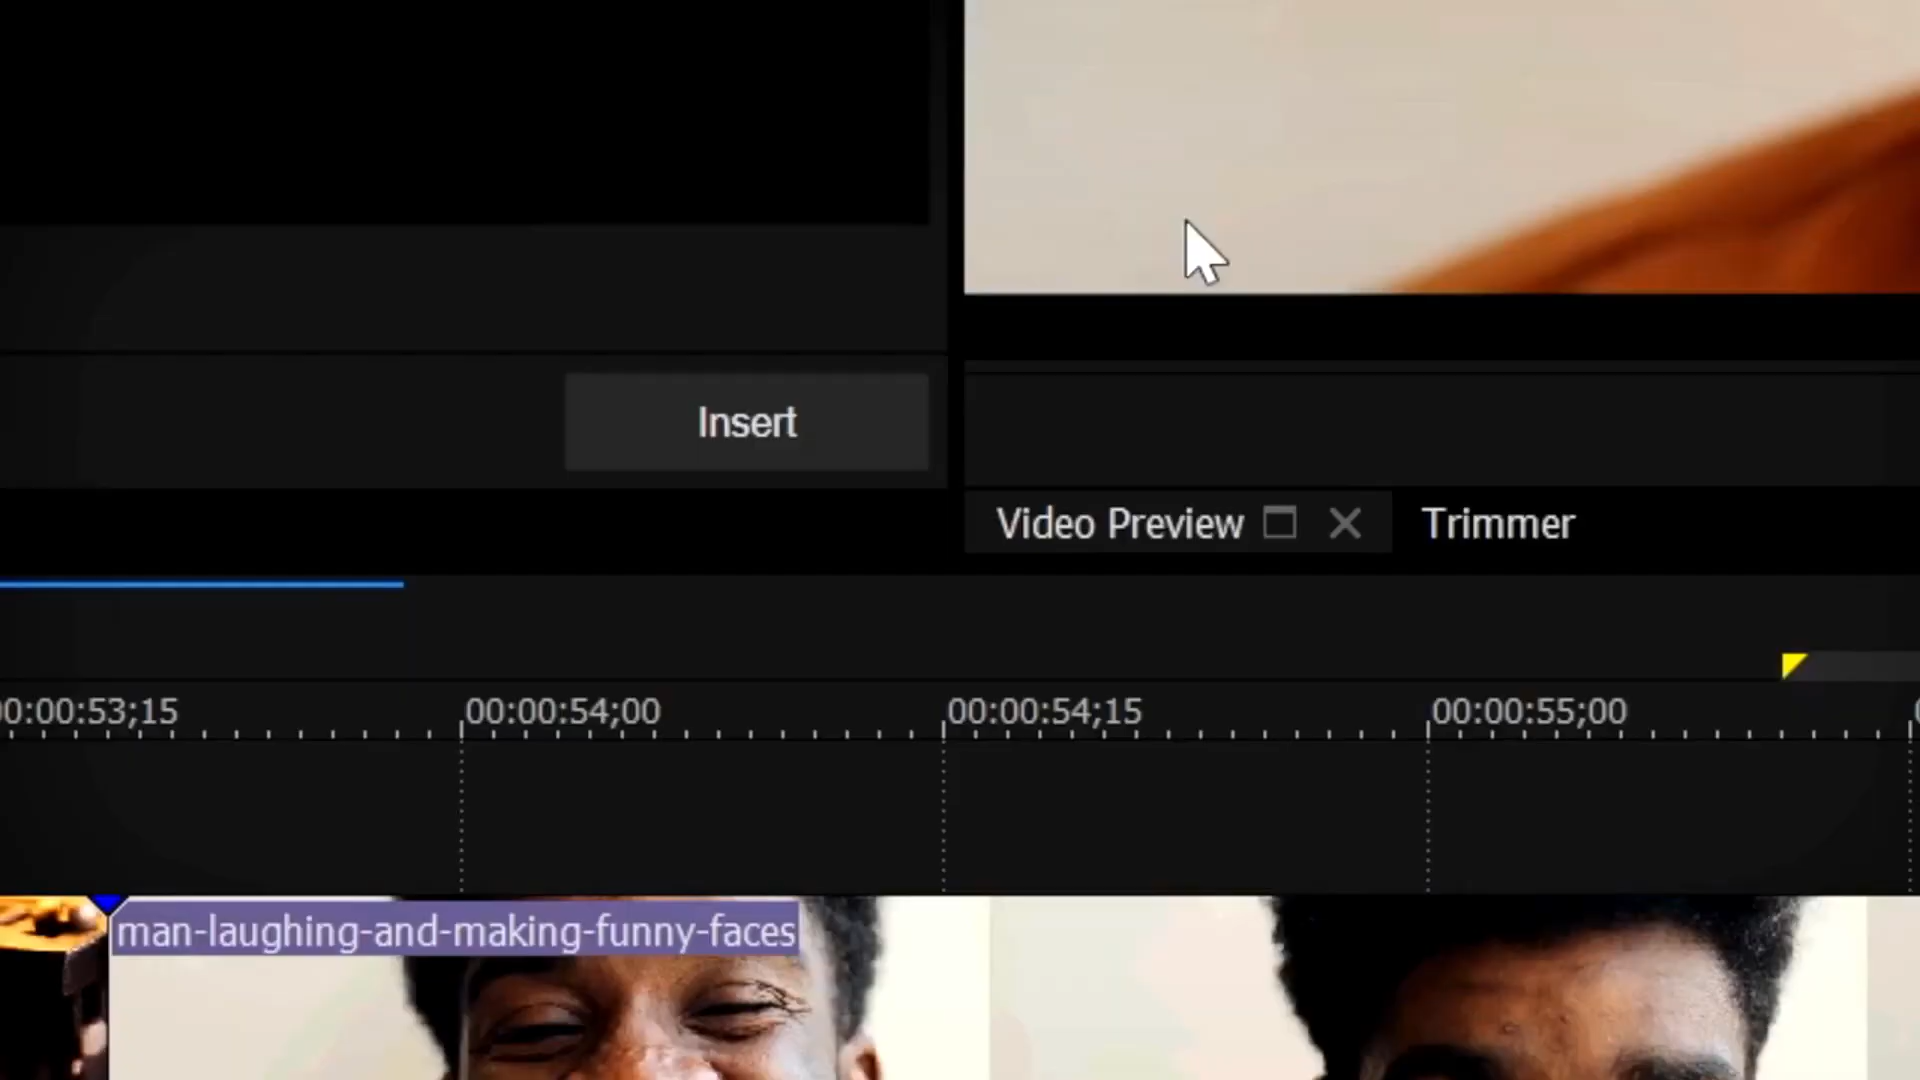 Insert
Video Preview
Trimmer
00:00:53;15
00:00:54;00
00:00:54;15
00:00:55;00
man-laughing-and-making-funny-faces